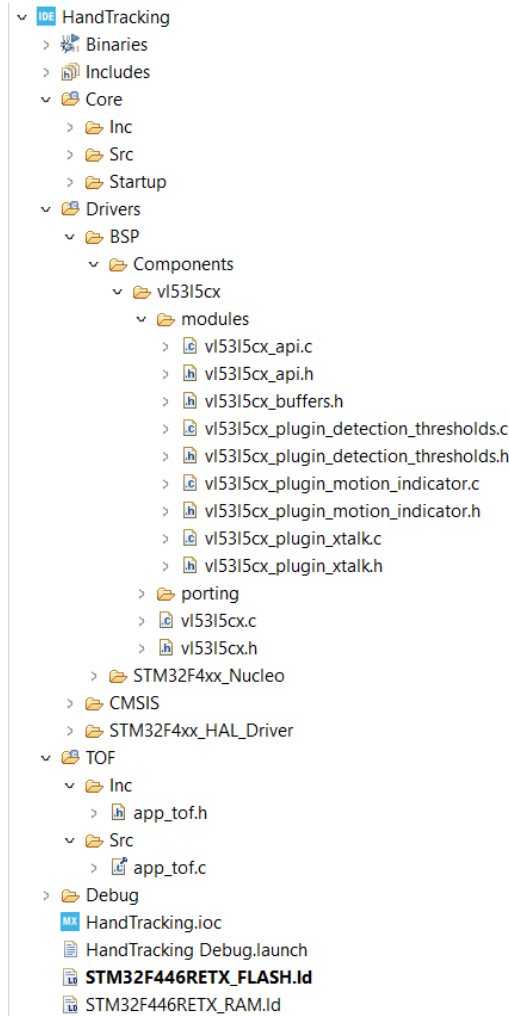 IDE HandTracking
Binaries
Includes
Core
Inc
Src
Startup
Drivers
BSP
Components
vl53l5cx
modules
vl53l5cx_api.c
vl53l5cx_api.h
vl53l5cx_buffers.h
vl53l5cx_plugin_detection_thresholds.c
vl53l5cx_plugin_detection_thresholds.h
vl53l5cx_plugin_motion_indicator.c
vl53l5cx_plugin_motion_indicator.h
vl53l5cx_plugin_xtalk.c
vl53l5cx_plugin_xtalk.h
porting
vl53l5cx.c
vl53l5cx.h
STM32F4xx_Nucleo
CMSIS
STM32F4xx_HAL_Driver
TOF
Inc
app_tof.h
Src
app_tof.c
Debug
MX HandTracking.ioc
HandTracking Debug.launch
STM32F446RETX_FLASH.ld
STM32F446RETX_RAM.ld